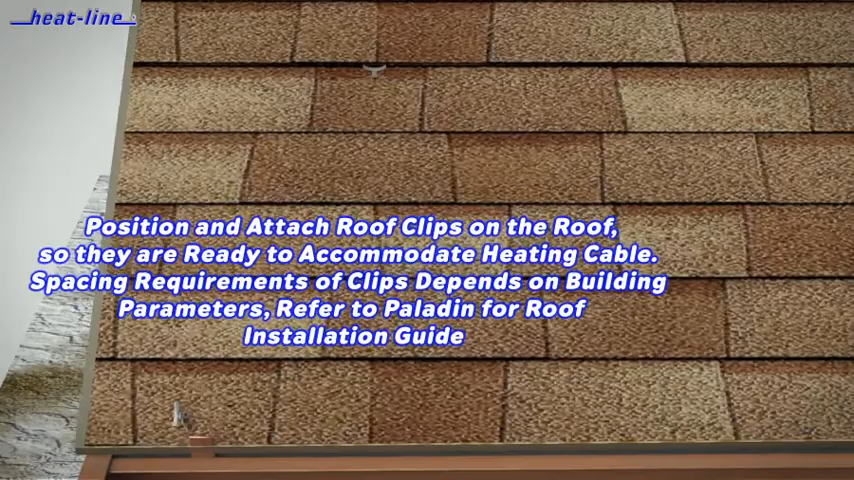 heat-line
Position and Attach Roof Clips on the Roof,
so they are Ready to Accommodate Heating Cable.
Spacing Requirements of Clips Depends on Building
Parameters, Refer to Paladin for Roof
Installation Guide